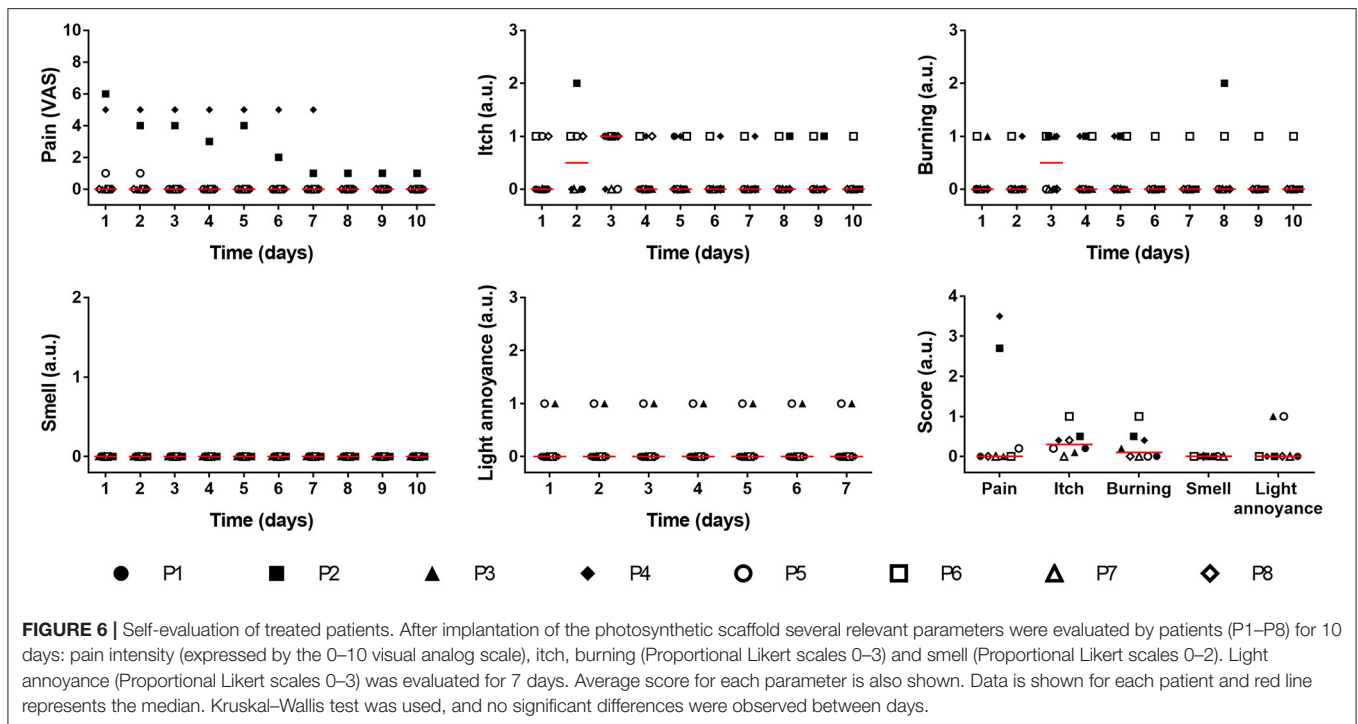 10
8
6
4
2
0
Pain (VAS)
1 2 3 4 5 6 7 8 9 10
Time (days)
3
2
1
0
Itch (a.u.)
1 2 3 4 5 6 7 8 9 10
Time (days)
3
2
1
0
Burning (a.u.)
1 2 3 4 5 6 7 8 9 10
Time (days)
2
1
0
Smell (a.u.)
1 2 3 4 5 6 7 8 9 10
Time (days)
3
2
1
0
Light annoyance (a.u.)
1 2 3 4 5 6 7
Time (days)
4
3
2
1
0
Score (a.u.)
Pain Itch Burning Smell Light
annoyance
P1 P2 P3 P4 P5 P6 P7 P8
FIGURE 6 | Self-evaluation of treated patients. After implantation of the photosynthetic scaffold several relevant parameters were evaluated by patients (P1–P8) for 10
days: pain intensity (expressed by the 0–10 visual analog scale), itch, burning (Proportional Likert scales 0–3) and smell (Proportional Likert scales 0–2). Light
annoyance (Proportional Likert scales 0–3) was evaluated for 7 days. Average score for each parameter is also shown. Data is shown for each patient and red line
represents the median. Kruskal–Wallis test was used, and no significant differences were observed between days.